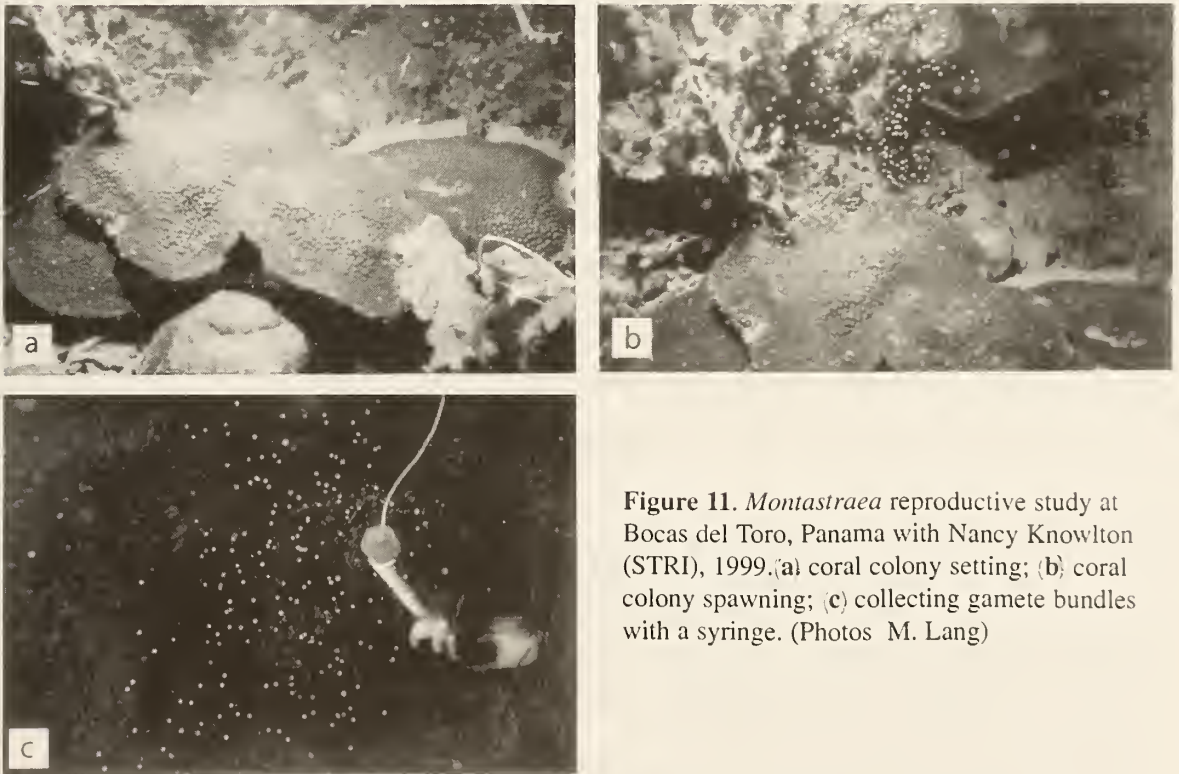 a
b
c
Figure 11. Montastraea reproductive study at
Bocas del Toro, Panama with Nancy Knowlton
(STRI), 1999.(a) coral colony setting; (b) coral
colony spawning; (c) collecting gamete bundles
with a syringe. (Photos M. Lang)